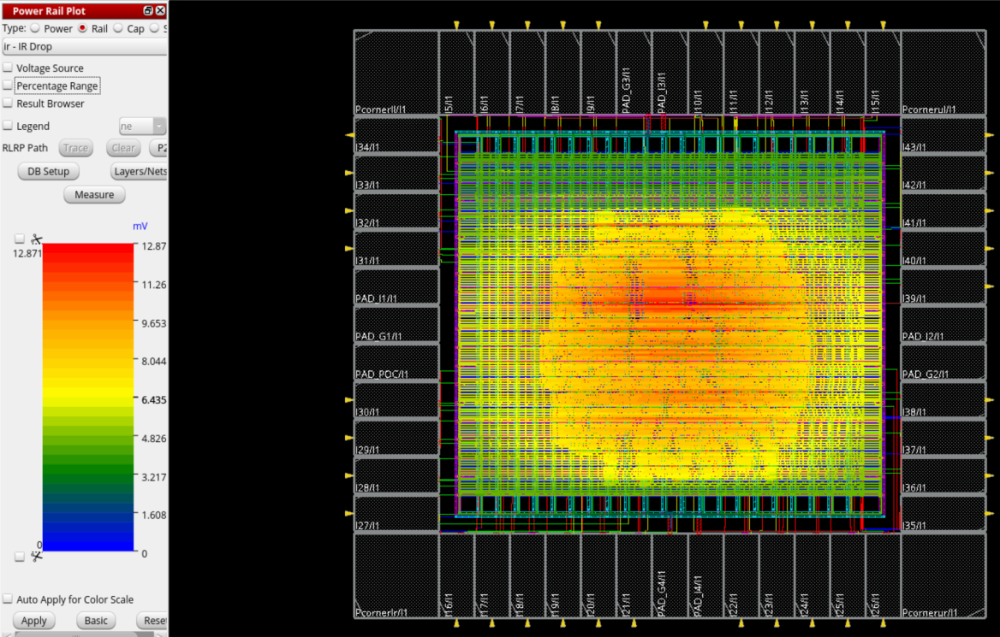 Power Rail Plot
Type: Power Rail Cap S
ir - IR Drop
Voltage Source
Percentage Range
Result Browser
Legend ne
RLRP Path Trace Clear P2
DB Setup Layers/Nets
Measure
mV
12.871
12.87
11.26
9.653
8.044
6.435
4.826
3.217
1.608
0
0
Auto Apply for Color Scale
Apply Basic Rese
Pcornerll/I1
I5/I1
I6/I1
I7/I1
I8/I1
I9/I1
PAD_G3/I1
PAD_I3/I1
I10/I1
I11/I1
I12/I1
I13/I1
I14/I1
I15/I1
Pcornerul/I1
I34/I1
I33/I1
I32/I1
I31/I1
PAD_I1/I1
PAD_G1/I1
PAD_POC/I1
I30/I1
I29/I1
I28/I1
I27/I1
I43/I1
I42/I1
I41/I1
I40/I1
I39/I1
PAD_I2/I1
PAD_G2/I1
I38/I1
I37/I1
I36/I1
I35/I1
Pcornerlr/I1
I16/I1
I17/I1
I18/I1
I19/I1
I20/I1
I21/I1
PAD_G4/I1
PAD_I4/I1
I22/I1
I23/I1
I24/I1
I25/I1
I26/I1
Pcornerur/I1